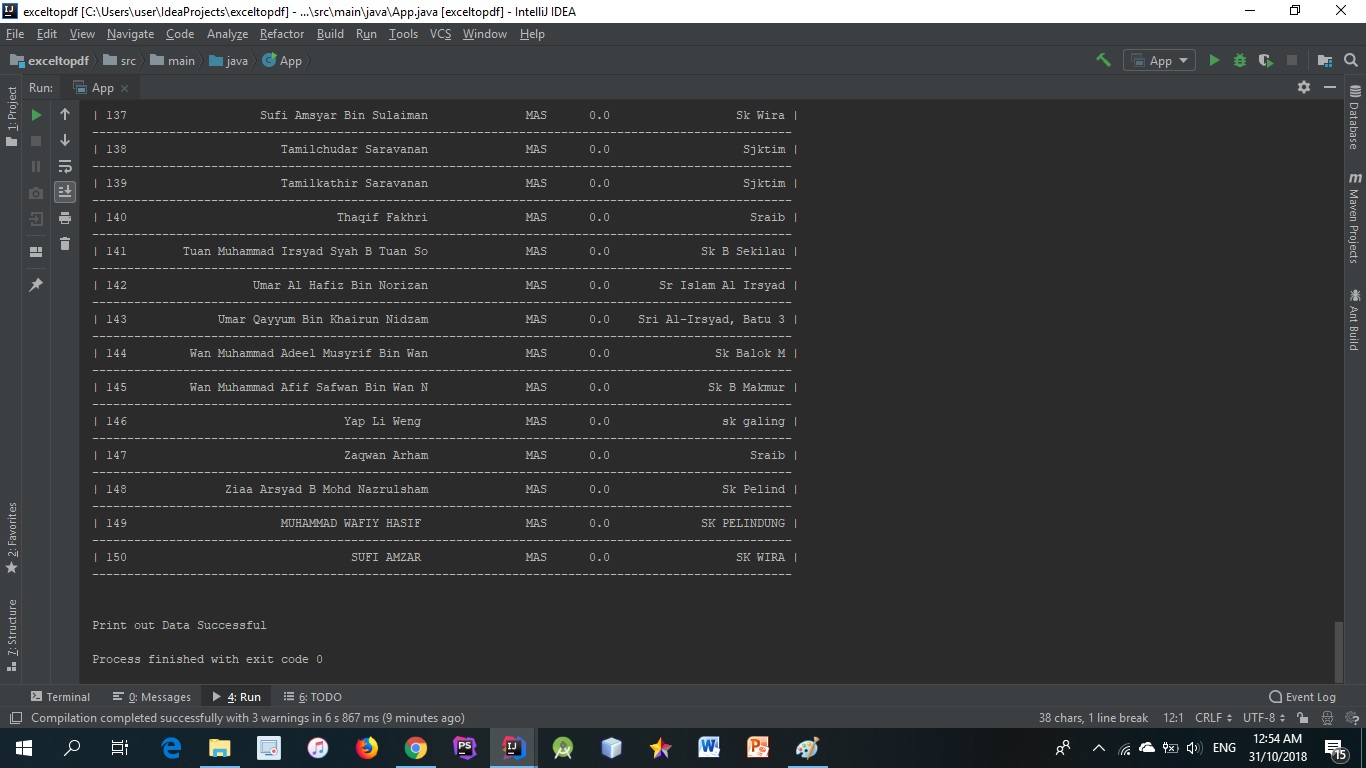 exceltopdf [C:\Users\user\IdeaProjects\exceltopdf] - ...\src\main\java\App.java [exceltopdf] - IntelliJ IDEA
File Edit View Navigate Code Analyze Refactor Build Run Tools VCS Window Help
exceltopdf src main java App App
Run: App
| 137 Sufi Amsyar Bin Sulaiman MAS 0.0 Sk Wira |
| 138 Tamilchudar Saravanan MAS 0.0 Sjktim |
| 139 Tamilkathir Saravanan MAS 0.0 Sjktim |
| 140 Thaqif Fakhri MAS 0.0 Sraib |
| 141 Tuan Muhammad Irsyad Syah B Tuan So MAS 0.0 Sk B Sekilau |
| 142 Umar Al Hafiz Bin Norizan MAS 0.0 Sr Islam Al Irsyad |
| 143 Umar Qayyum Bin Khairun Nidzam MAS 0.0 Sri Al-Irsyad, Batu 3 |
| 144 Wan Muhammad Adeel Musyrif Bin Wan MAS 0.0 Sk Balok M |
| 145 Wan Muhammad Afif Safwan Bin Wan N MAS 0.0 Sk B Makmur |
| 146 Yap Li Weng MAS 0.0 sk galing |
| 147 Zaqwan Arham MAS 0.0 Sraib |
| 148 Ziaa Arsyad B Mohd Nazrulsham MAS 0.0 Sk Pelind |
| 149 MUHAMMAD WAFIY HASIF MAS 0.0 SK PELINDUNG |
| 150 SUFI AMZAR MAS 0.0 SK WIRA |
Print out Data Successful
Process finished with exit code 0
1: Project
2: Favorites
7: Structure
Database
Maven Projects
Ant Build
Terminal 0: Messages 4: Run 6: TODO Event Log
Compilation completed successfully with 3 warnings in 6 s 867 ms (9 minutes ago) 38 chars, 1 line break 12:1 CRLF UTF-8
ENG 12:54 AM
31/10/2018 15